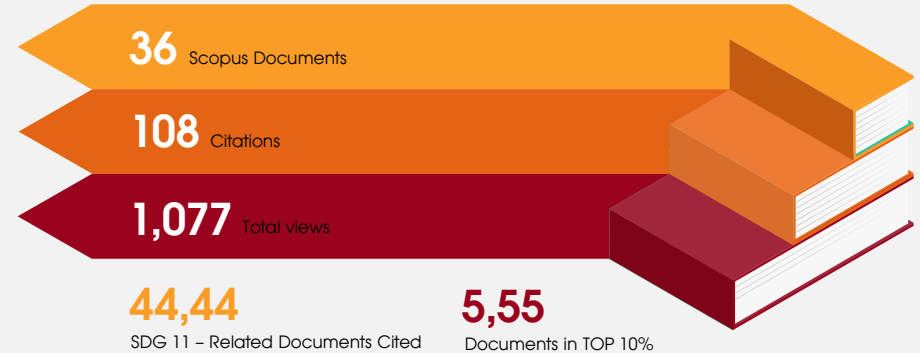 36 Scopus Documents
108 Citations
1,077 Total views
44,44
SDG 11 – Related Documents Cited
5,55
Documents in TOP 10%